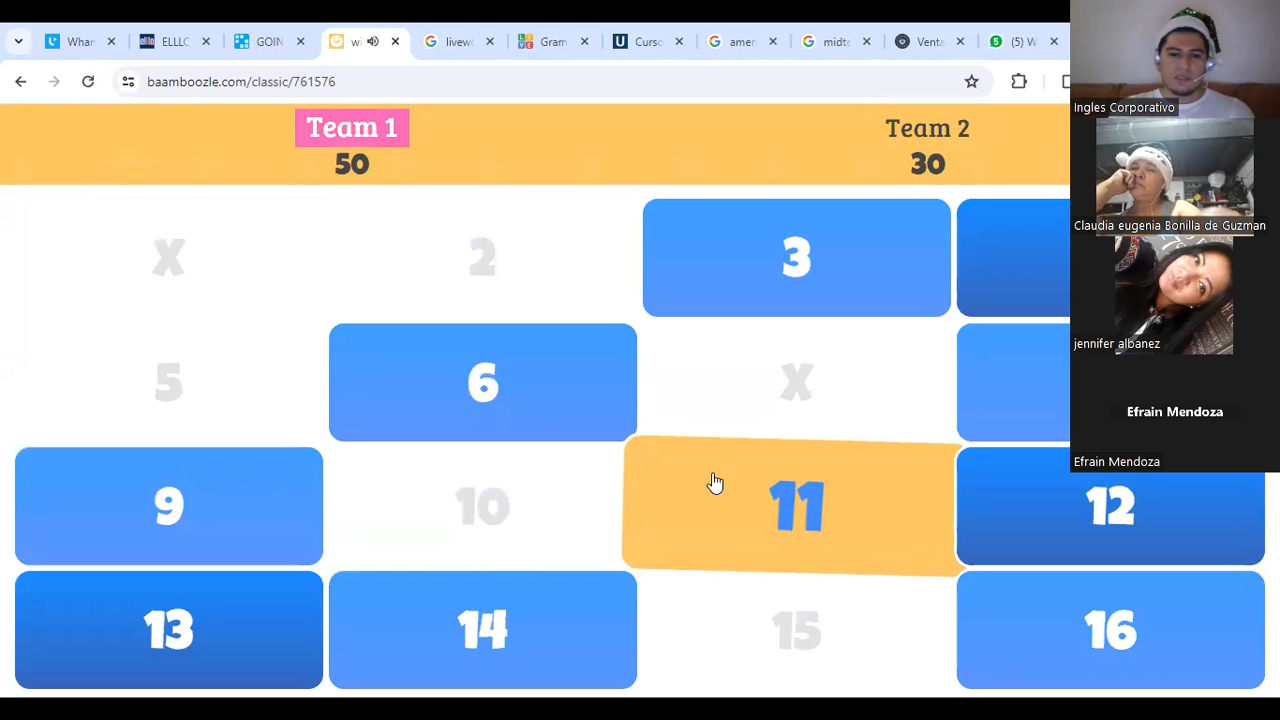 Whar
ELLLC
GOIN
wi
livew
Gram
Curso
amer
midte
Venta
(5) W
baamboozle.com/classic/761576
Team 1
50
Team 2
30
X
2
3
5
6
X
9
10
11
12
13
14
15
16
Ingles Corporativo
Claudia eugenia Bonilla de Guzman
jennifer albanez
Efrain Mendoza
Efrain Mendoza